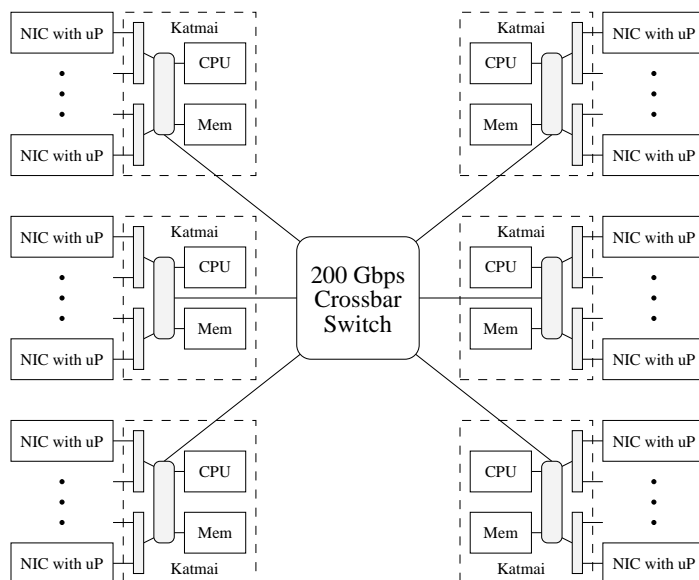 NIC with uP
Katmai
CPU
Mem
NIC with uP
Katmai
NIC with uP
CPU
Mem
NIC with uP
NIC with uP
Katmai
CPU
Mem
NIC with uP
200 Gbps
Crossbar
Switch
Katmai
NIC with uP
CPU
Mem
NIC with uP
NIC with uP
CPU
Mem
NIC with uP
Katmai
NIC with uP
CPU
Mem
NIC with uP
Katmai